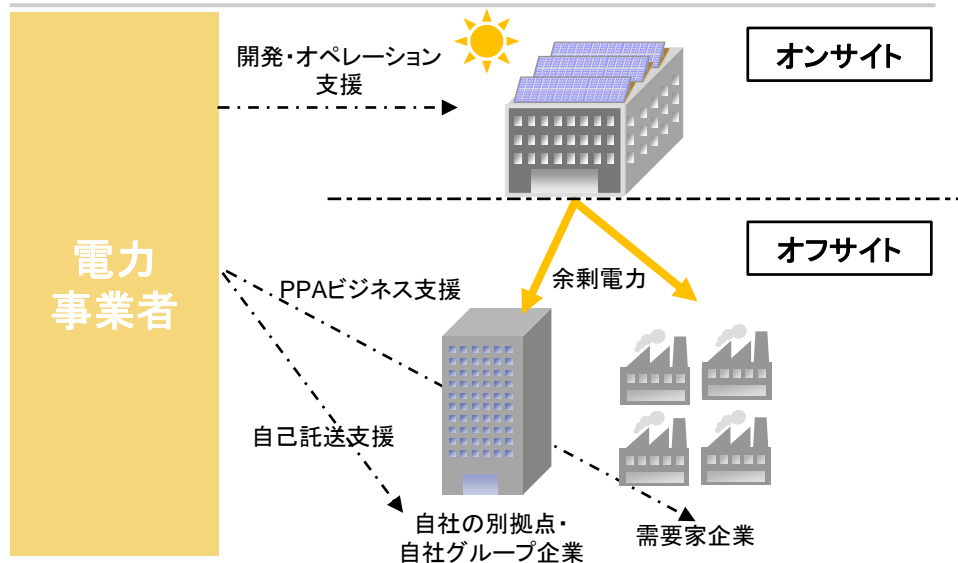 開発・オペレーション
支援
オンサイト
電力
事業者
オフサイト
余剰電力
PPAビジネス支援
自己託送支援
自社の別拠点・
自社グループ企業
需要家企業